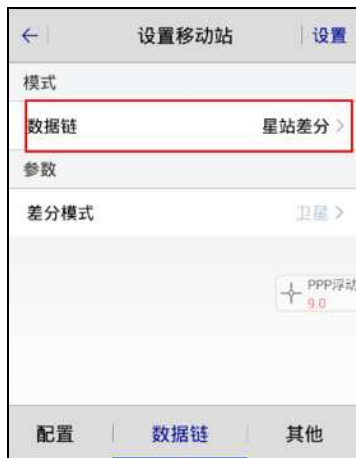 设置移动站 设置
模式
数据链 星站差分
参数
差分模式 卫星
PPP浮动
9.0
配置 数据链 其他